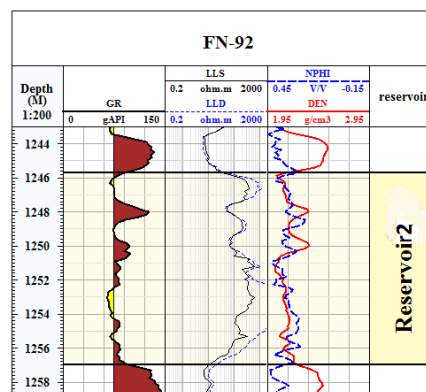 FN-92
LLS
NPHI
0.2 ohm.m 2000
0.45 V/V -0.15
Depth
(M)
1:200
GR
LLD
DEN
reservoir
0 gAPI 150
0.2 ohm.m 2000
1.95 g/cm3 2.95
1244
1246
1248
1250
1252
1254
1256
1258
Reservoir2